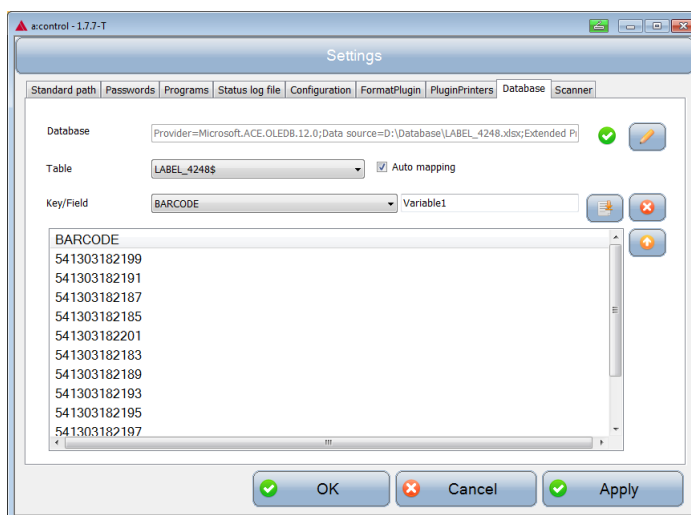 a:control - 1.7.7-T
Settings
Standard path Passwords Programs Status log file Configuration FormatPlugin PluginPrinters Database Scanner
Database Provider=Microsoft.ACE.OLEDB.12.0;Data source=D:\Database\LABEL_4248.xlsx;Extended P
Table LABEL_4248$ Auto mapping
Key/Field BARCODE Variable1
BARCODE
541303182199
541303182191
541303182187
541303182185
541303182201
541303182183
541303182189
541303182193
541303182195
541303182197
OK Cancel Apply